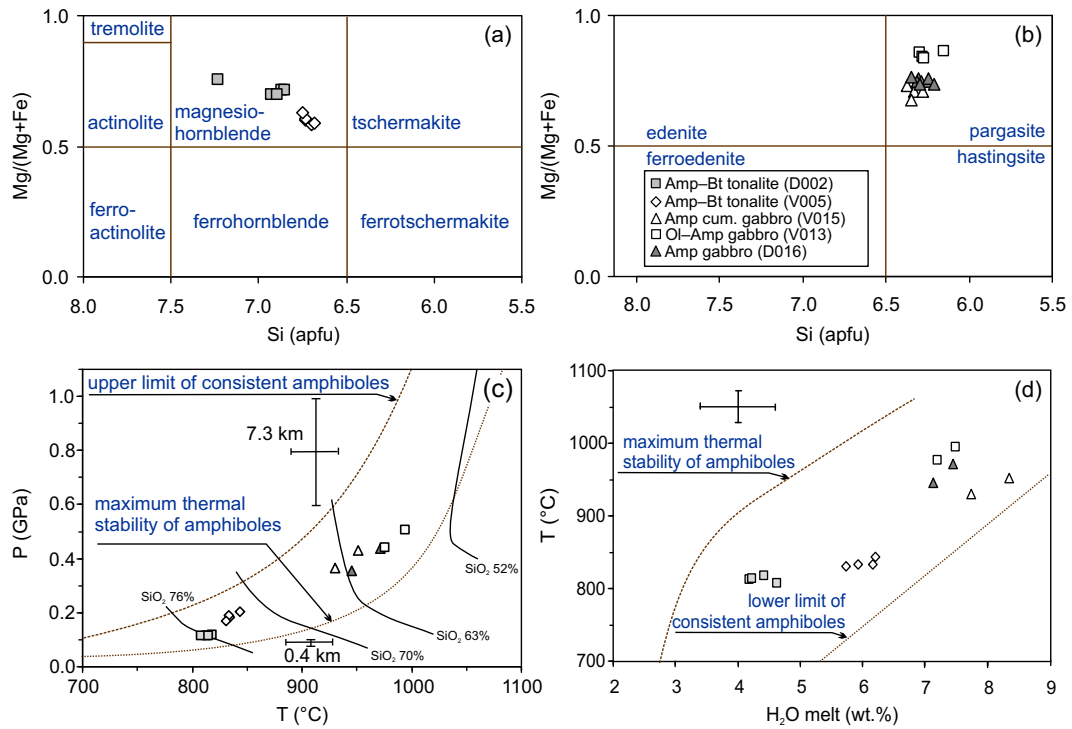 (a)
1.0
0.5
0.0
Mg/(Mg+Fe)
tremolite
actinolite
magnesio-
hornblende
tschermakite
ferro-
actinolite
ferrohornblende
ferrotschermakite
8.0 7.5 7.0 6.5 6.0 5.5
Si (apfu)
(b)
1.0
0.5
0.0
Mg/(Mg+Fe)
edenite
pargasite
ferroedenite
hastingsite
Amp–Bt tonalite (D002)
Amp–Bt tonalite (V005)
Amp cum. gabbro (V015)
Ol–Amp gabbro (V013)
Amp gabbro (D016)
8.0 7.5 7.0 6.5 6.0 5.5
Si (apfu)
(c)
upper limit of consistent amphiboles
1.0
0.8
0.6
0.4
0.2
0.0
P (GPa)
7.3 km
maximum thermal
stability of amphiboles
SiO2 76%
SiO2 52%
SiO2 63%
SiO2 70%
0.4 km
700 800 900 1000 1100
T (°C)
(d)
1100
1000
900
800
700
T (°C)
maximum thermal
stability of amphiboles
lower limit of
consistent amphiboles
2 3 4 5 6 7 8 9
H2O melt (wt.%)